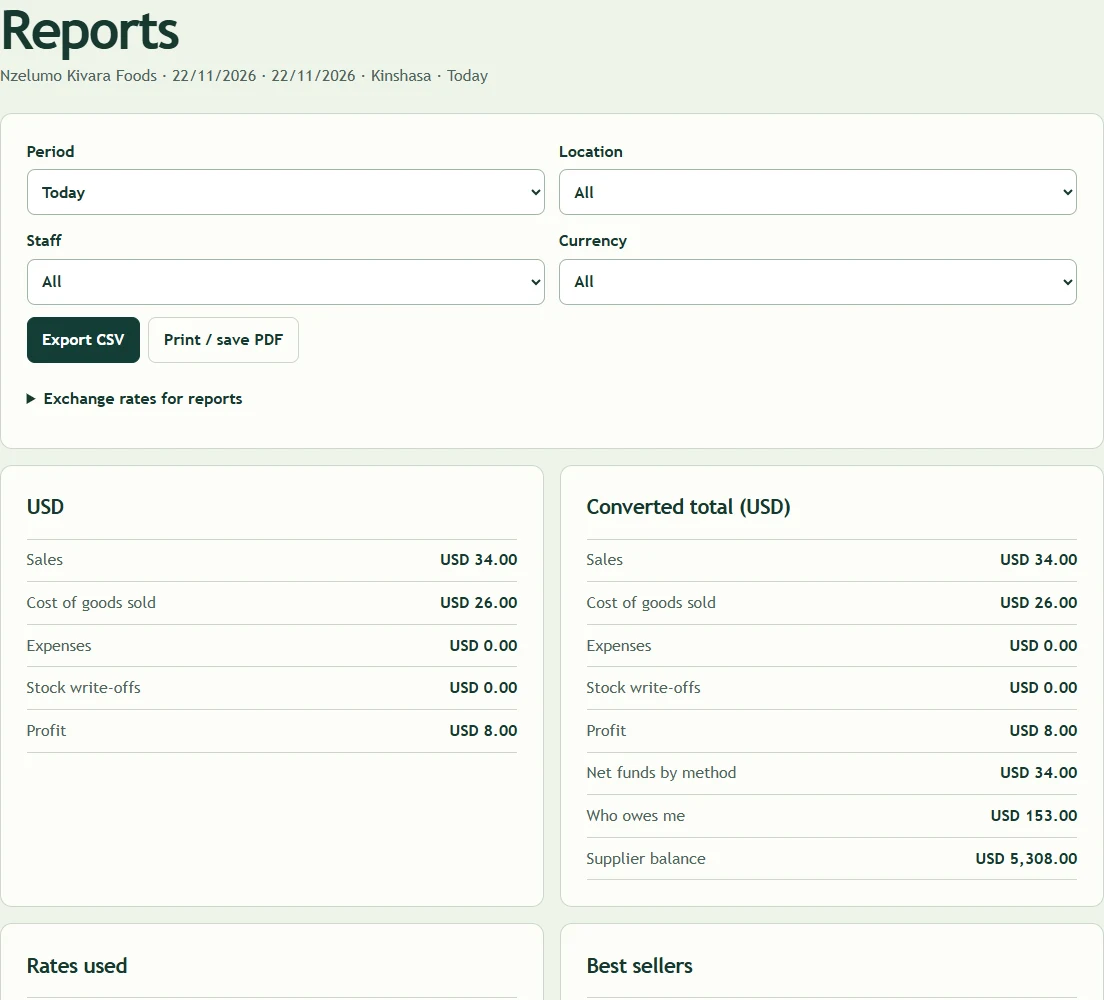 Reports
Nzelumo Kivara Foods · 22/11/2026 · 22/11/2026 · Kinshasa · Today
Period
Location
Today
All
Staff
Currency
All
All
Export CSV
Print / save PDF
Exchange rates for reports
USD
Sales USD 34.00
Cost of goods sold USD 26.00
Expenses USD 0.00
Stock write-offs USD 0.00
Profit USD 8.00
Converted total (USD)
Sales USD 34.00
Cost of goods sold USD 26.00
Expenses USD 0.00
Stock write-offs USD 0.00
Profit USD 8.00
Net funds by method USD 34.00
Who owes me USD 153.00
Supplier balance USD 5,308.00
Rates used
Best sellers